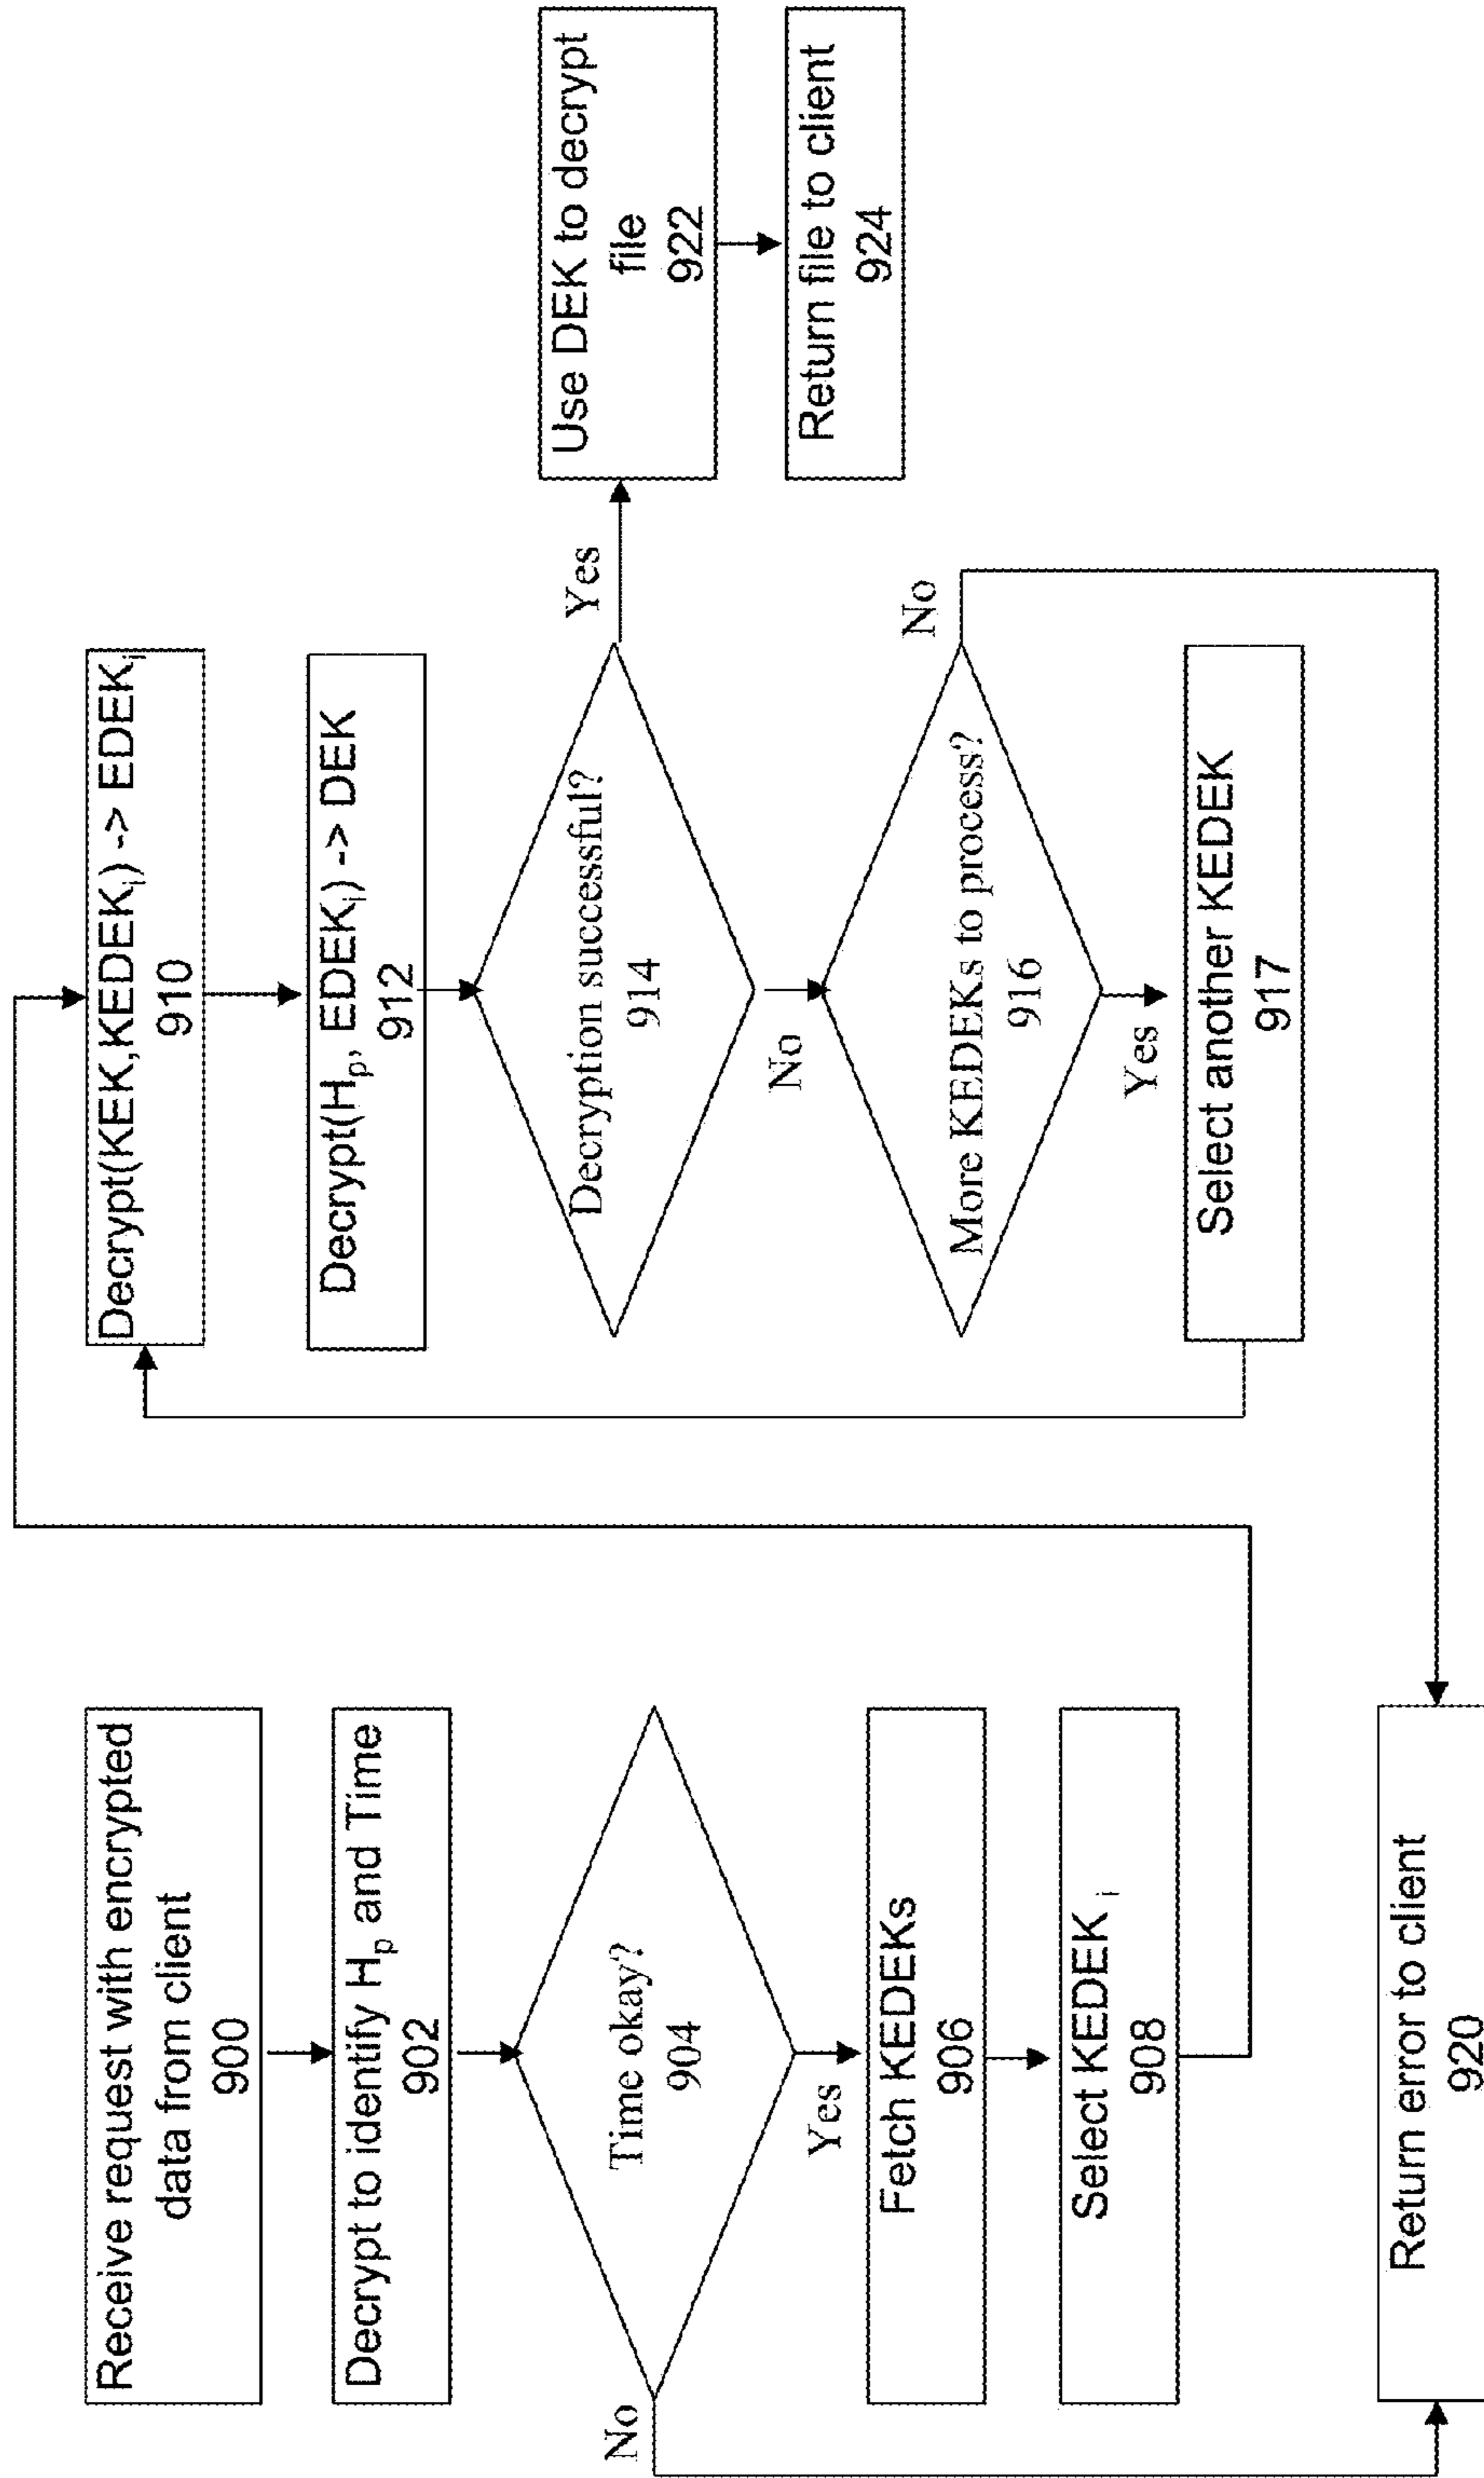 Receive request with encrypted
data from client
900
Decrypt to identify Hp and Time
902
Time okay?
904
No
Yes
Fetch KEDEKs
906
Select KEDEK i
908
Return error to client
920
Decrypt(KEK,KEDEKi) -> EDEKi
910
Decrypt(Hp, EDEKi) -> DEK
912
Decryption successful?
914
Yes
No
More KEDEKs to process?
916
No
Yes
Select another KEDEK
917
Use DEK to decrypt
file
922
Return file to client
924